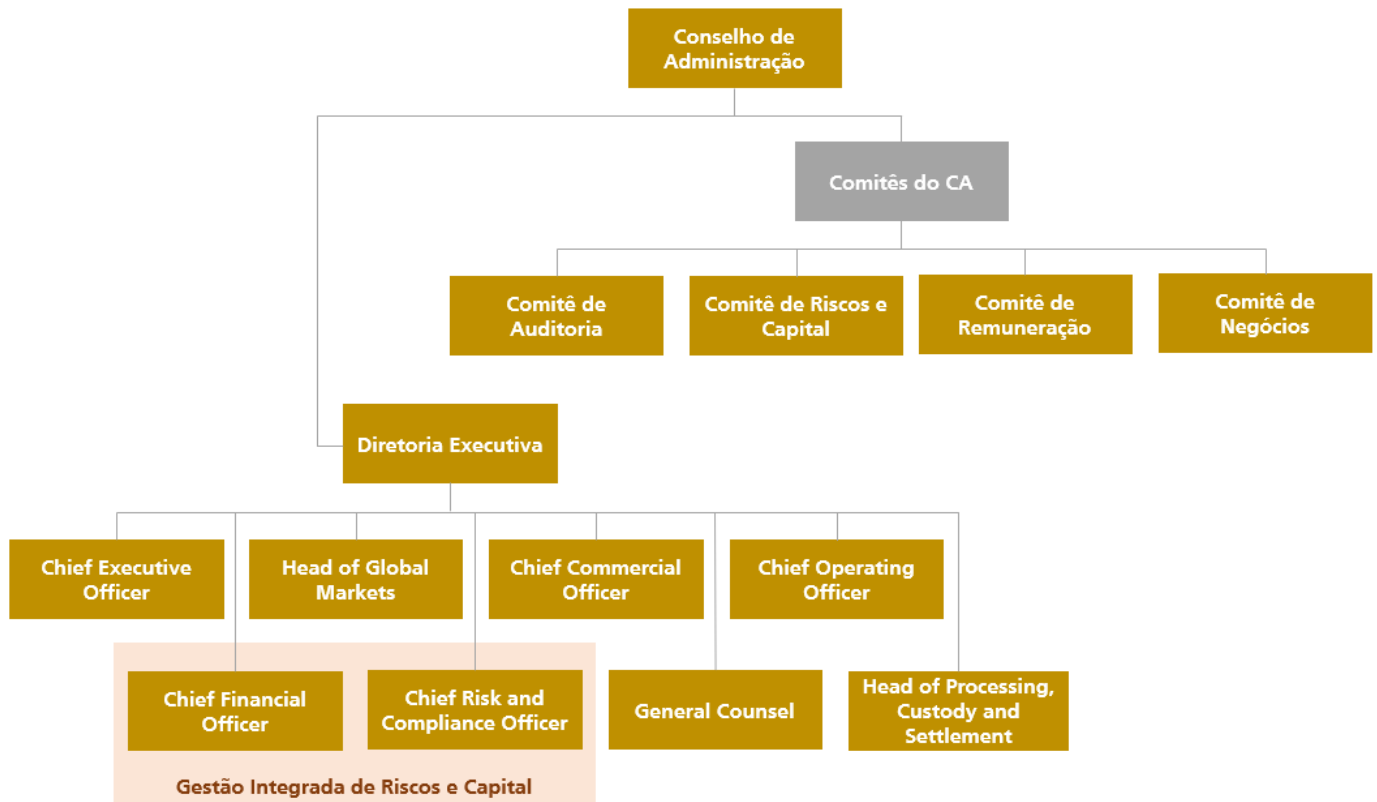 Conselho de
Administração
Comitês do CA
Comitê de
Auditoria
Comitê de Riscos e
Capital
Comitê de
Remuneração
Comitê de
Negócios
Diretoria Executiva
Chief Executive
Officer
Head of Global
Markets
Chief Commercial
Officer
Chief Operating
Officer
Chief Financial
Officer
Chief Risk and
Compliance Officer
General Counsel
Head of Processing,
Custody and
Settlement
Gestão Integrada de Riscos e Capital